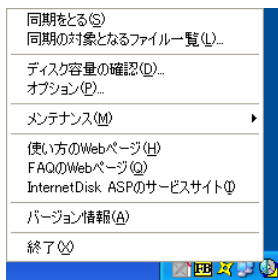 同期をとる(S)
同期の対象となるファイル一覧(L)...
ディスク容量の確認(D)...
オプション(P)...
メンテナンス(M)
使い方のWebページ(H)
FAQのWebページ(Q)
InternetDisk ASPのサービスサイト(I)
バージョン情報(A)
終了(X)
FB